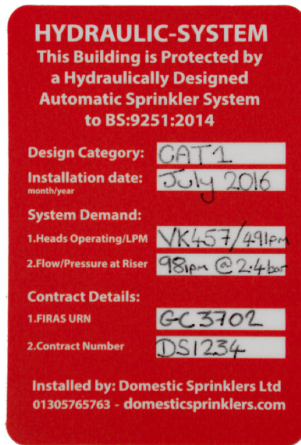 HYDRAULIC-SYSTEM
This Building is Protected by
a Hydraulically Designed
Automatic Sprinkler System
to BS:9251:2014
Design Category: CAT1
Installation date: July 2016
month/year
System Demand:
1.Heads Operating/LPM VK457/49lpm
2.Flow/Pressure at Riser 98lpm @ 2.4bar
Contract Details:
1.FIRAS URN GC3702
2.Contract Number DS1234
Installed by: Domestic Sprinklers Ltd
01305765763 - domesticsprinklers.com